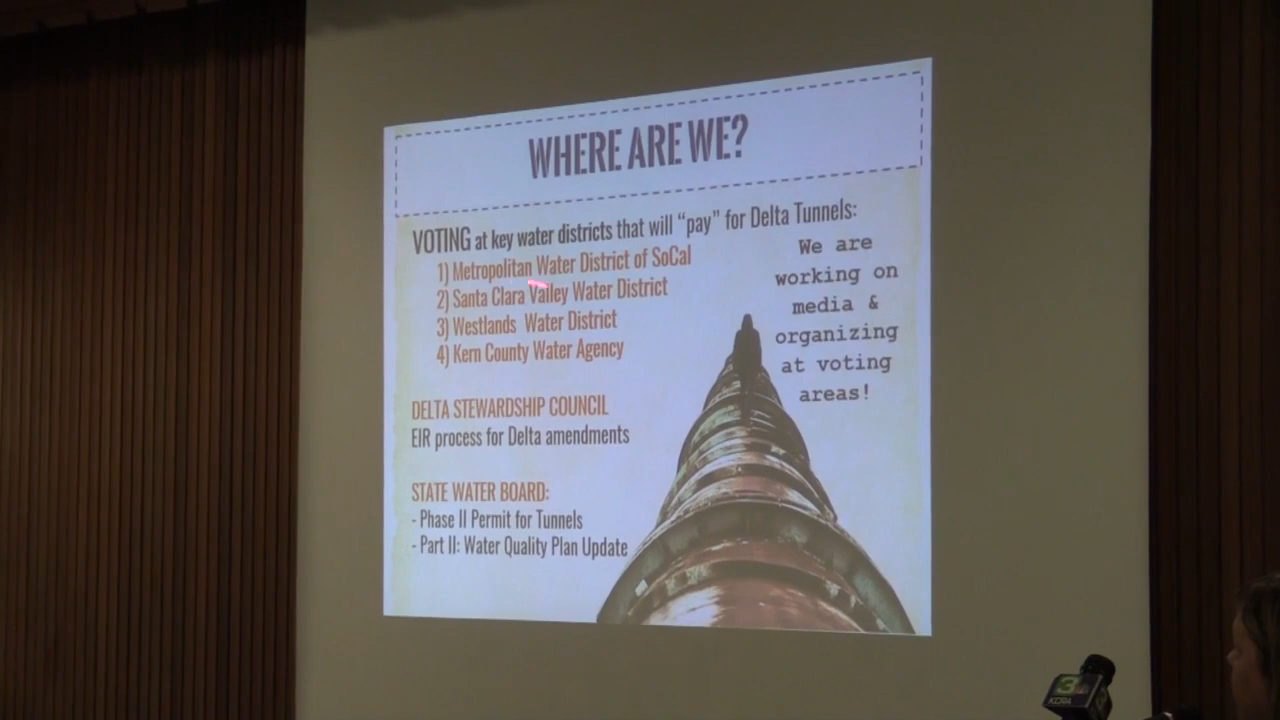 WHERE ARE WE?
VOTING at key water districts that will “pay” for Delta Tunnels:
1) Metropolitan Water District of SoCal
2) Santa Clara Valley Water District
3) Westlands Water District
4) Kern County Water Agency
We are
working on
media &
organizing
at voting
areas!
DELTA STEWARDSHIP COUNCIL
EIR process for Delta amendments
STATE WATER BOARD:
- Phase II Permit for Tunnels
- Part II: Water Quality Plan Update
3
KCRA